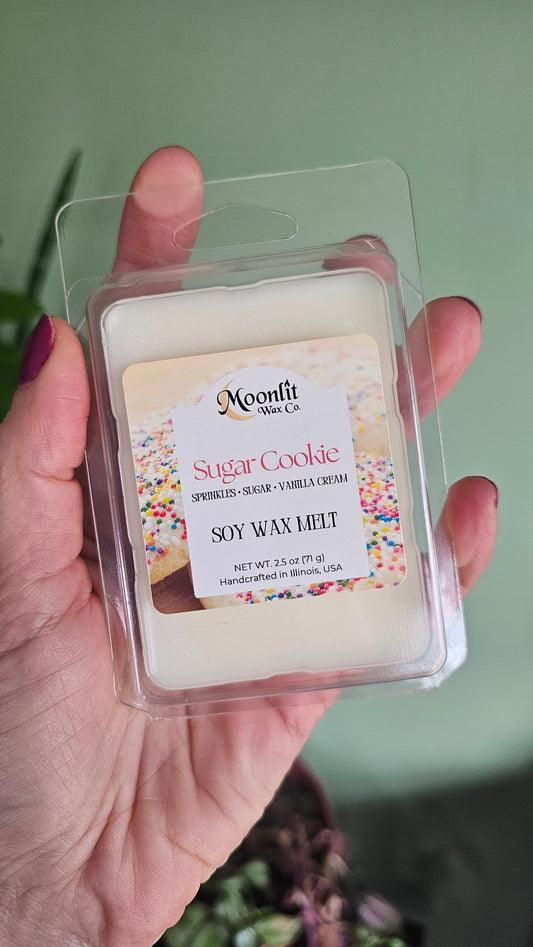 Moonlit
Wax Co.
Sugar Cookie
SPRINKLES • SUGAR • VANILLA CREAM
SOY WAX MELT
NET WT. 2.5 oz (71 g)
Handcrafted in Illinois, USA